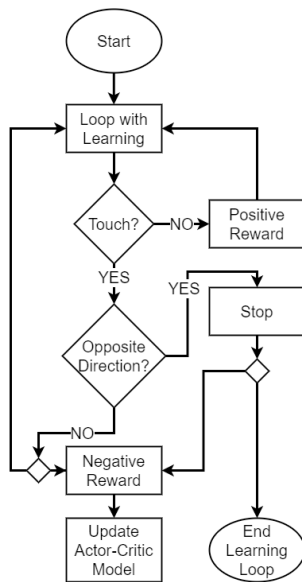 Start
Loop with
Learning
Touch?
NO
Positive
Reward
YES
YES
Stop
Opposite
Direction?
NO
Negative
Reward
Update
Actor-Critic
Model
End
Learning
Loop